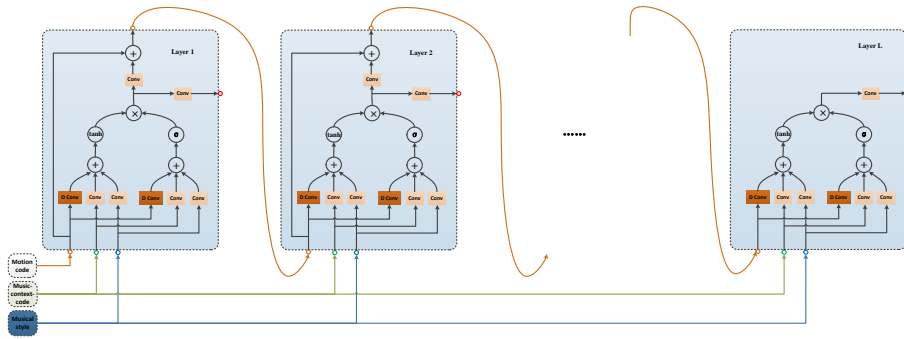 Layer 1
Layer 2
Layer L
+
+
Conv
Conv
Conv
Conv
Conv
×
×
×
tanh
σ
tanh
σ
......
tanh
σ
+
+
+
+
+
+
D Conv
Conv
Conv
D Conv
Conv
Conv
D Conv
Conv
Conv
D Conv
Conv
Conv
D Conv
Conv
Conv
D Conv
Conv
Conv
Motion
code
Music-
context-
code
Musical
style